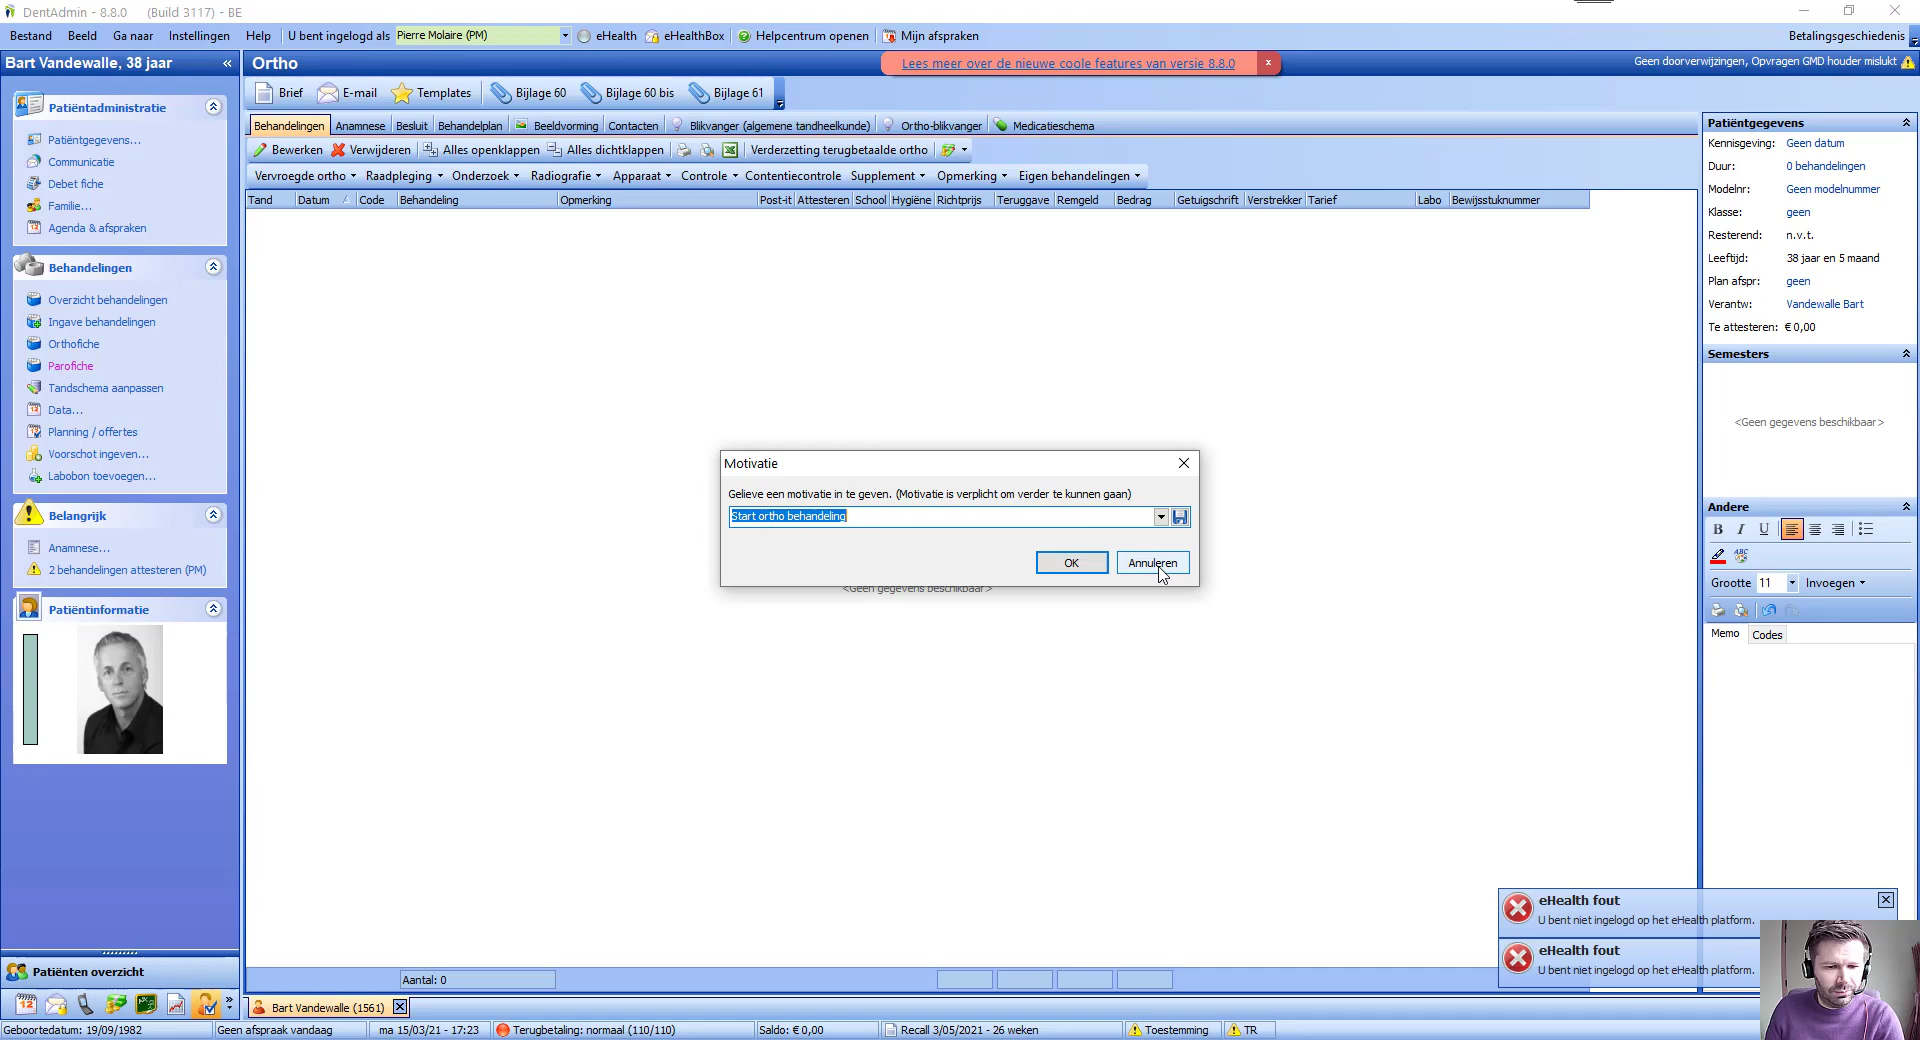 DentAdmin - 8.8.0 (Build 3117) - BE
Bestand Beeld Ga naar Instellingen Help U bent ingelogd als Pierre Molaire (PM) eHealth eHealthBox Helpcentrum openen Mijn afspraken Betalingsgeschiedenis
Bart Vandewalle, 38 jaar «
Ortho
Lees meer over de nieuwe coole features van versie 8.8.0 x
Geen doorverwijzingen, Opvragen GMD houder mislukt
Brief E-mail Templates Bijlage 60 Bijlage 60 bis Bijlage 61
Behandelingen Anamnese Besluit Behandelplan Beeldvorming Contacten Blikvanger (algemene tandheelkunde) Ortho-blikvanger Medicatieschema
Bewerken Verwijderen Alles openklappen Alles dichtklappen Verderzetting terugbetaalde ortho
Vervroegde ortho Raadpleging Onderzoek Radiografie Apparaat Controle Contentiecontrole Supplement Opmerking Eigen behandelingen
Tand Datum Code Behandeling Opmerking Post-it Attesteren School Hygiëne Richtprijs Teruggave Remgeld Bedrag Getuigschrift Verstrekker Tarief Labo Bewijsstuknummer
Patiëntadministratie
Patiëntgegevens...
Communicatie
Debet fiche
Familie...
Agenda & afspraken
Behandelingen
Overzicht behandelingen
Ingave behandelingen
Orthofiche
Parofiche
Tandschema aanpassen
Data...
Planning / offertes
Voorschot ingeven...
Labobon toevoegen...
Belangrijk
Anamnese...
2 behandelingen attesteren (PM)
Patiëntinformatie
Motivatie
Gelieve een motivatie in te geven. (Motivatie is verplicht om verder te kunnen gaan)
Start ortho behandeling
OK Annuleren
<Geen gegevens beschikbaar>
Patiëntgegevens
Kennisgeving: Geen datum
Duur: 0 behandelingen
Modelnr: Geen modelnummer
Klasse: geen
Resterend: n.v.t.
Leeftijd: 38 jaar en 5 maand
Plan afspr: geen
Verantw: Vandewalle Bart
Te attesteren: € 0,00
Semesters
<Geen gegevens beschikbaar>
Andere
B I U
ABC
Grootte 11 Invoegen
Memo Codes
eHealth fout
U bent niet ingelogd op het eHealth platform.
eHealth fout
U bent niet ingelogd op het eHealth platform.
Aantal: 0
Patiënten overzicht
Bart Vandewalle (1561)
Geboortedatum: 19/09/1982 Geen afspraak vandaag ma 15/03/21 - 17:23 Terugbetaling: normaal (110/110) Saldo: € 0,00 Recall 3/05/2021 - 26 weken Toestemming TR